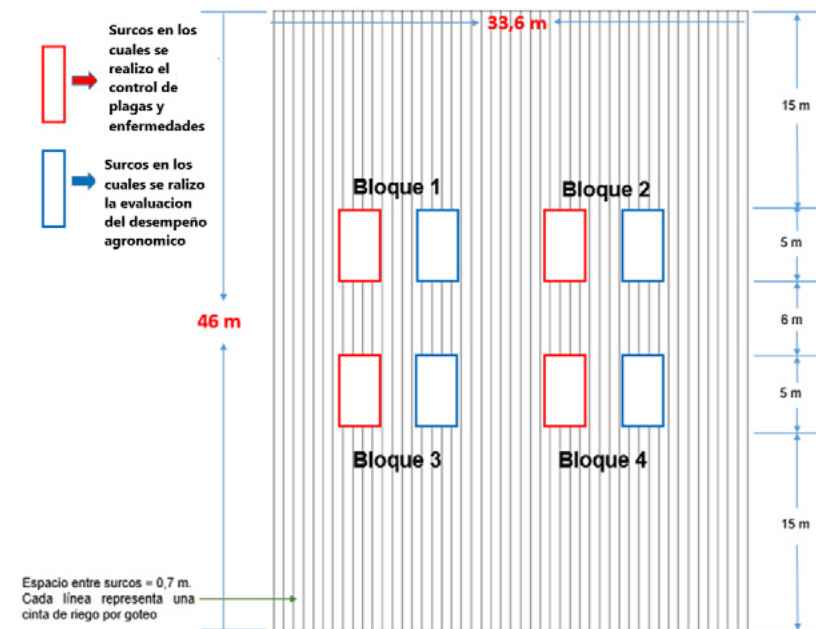 33,6 m
Surcos en los
cuales se
realizo el
control de
plagas y
enfermedades
Surcos en los
cuales se ralizo
la evaluacion
del desempeño
agronomico
15 m
Bloque 1
Bloque 2
5 m
46 m
6 m
5 m
Bloque 3
Bloque 4
15 m
Espacio entre surcos = 0,7 m.
Cada línea representa una
cinta de riego por goteo